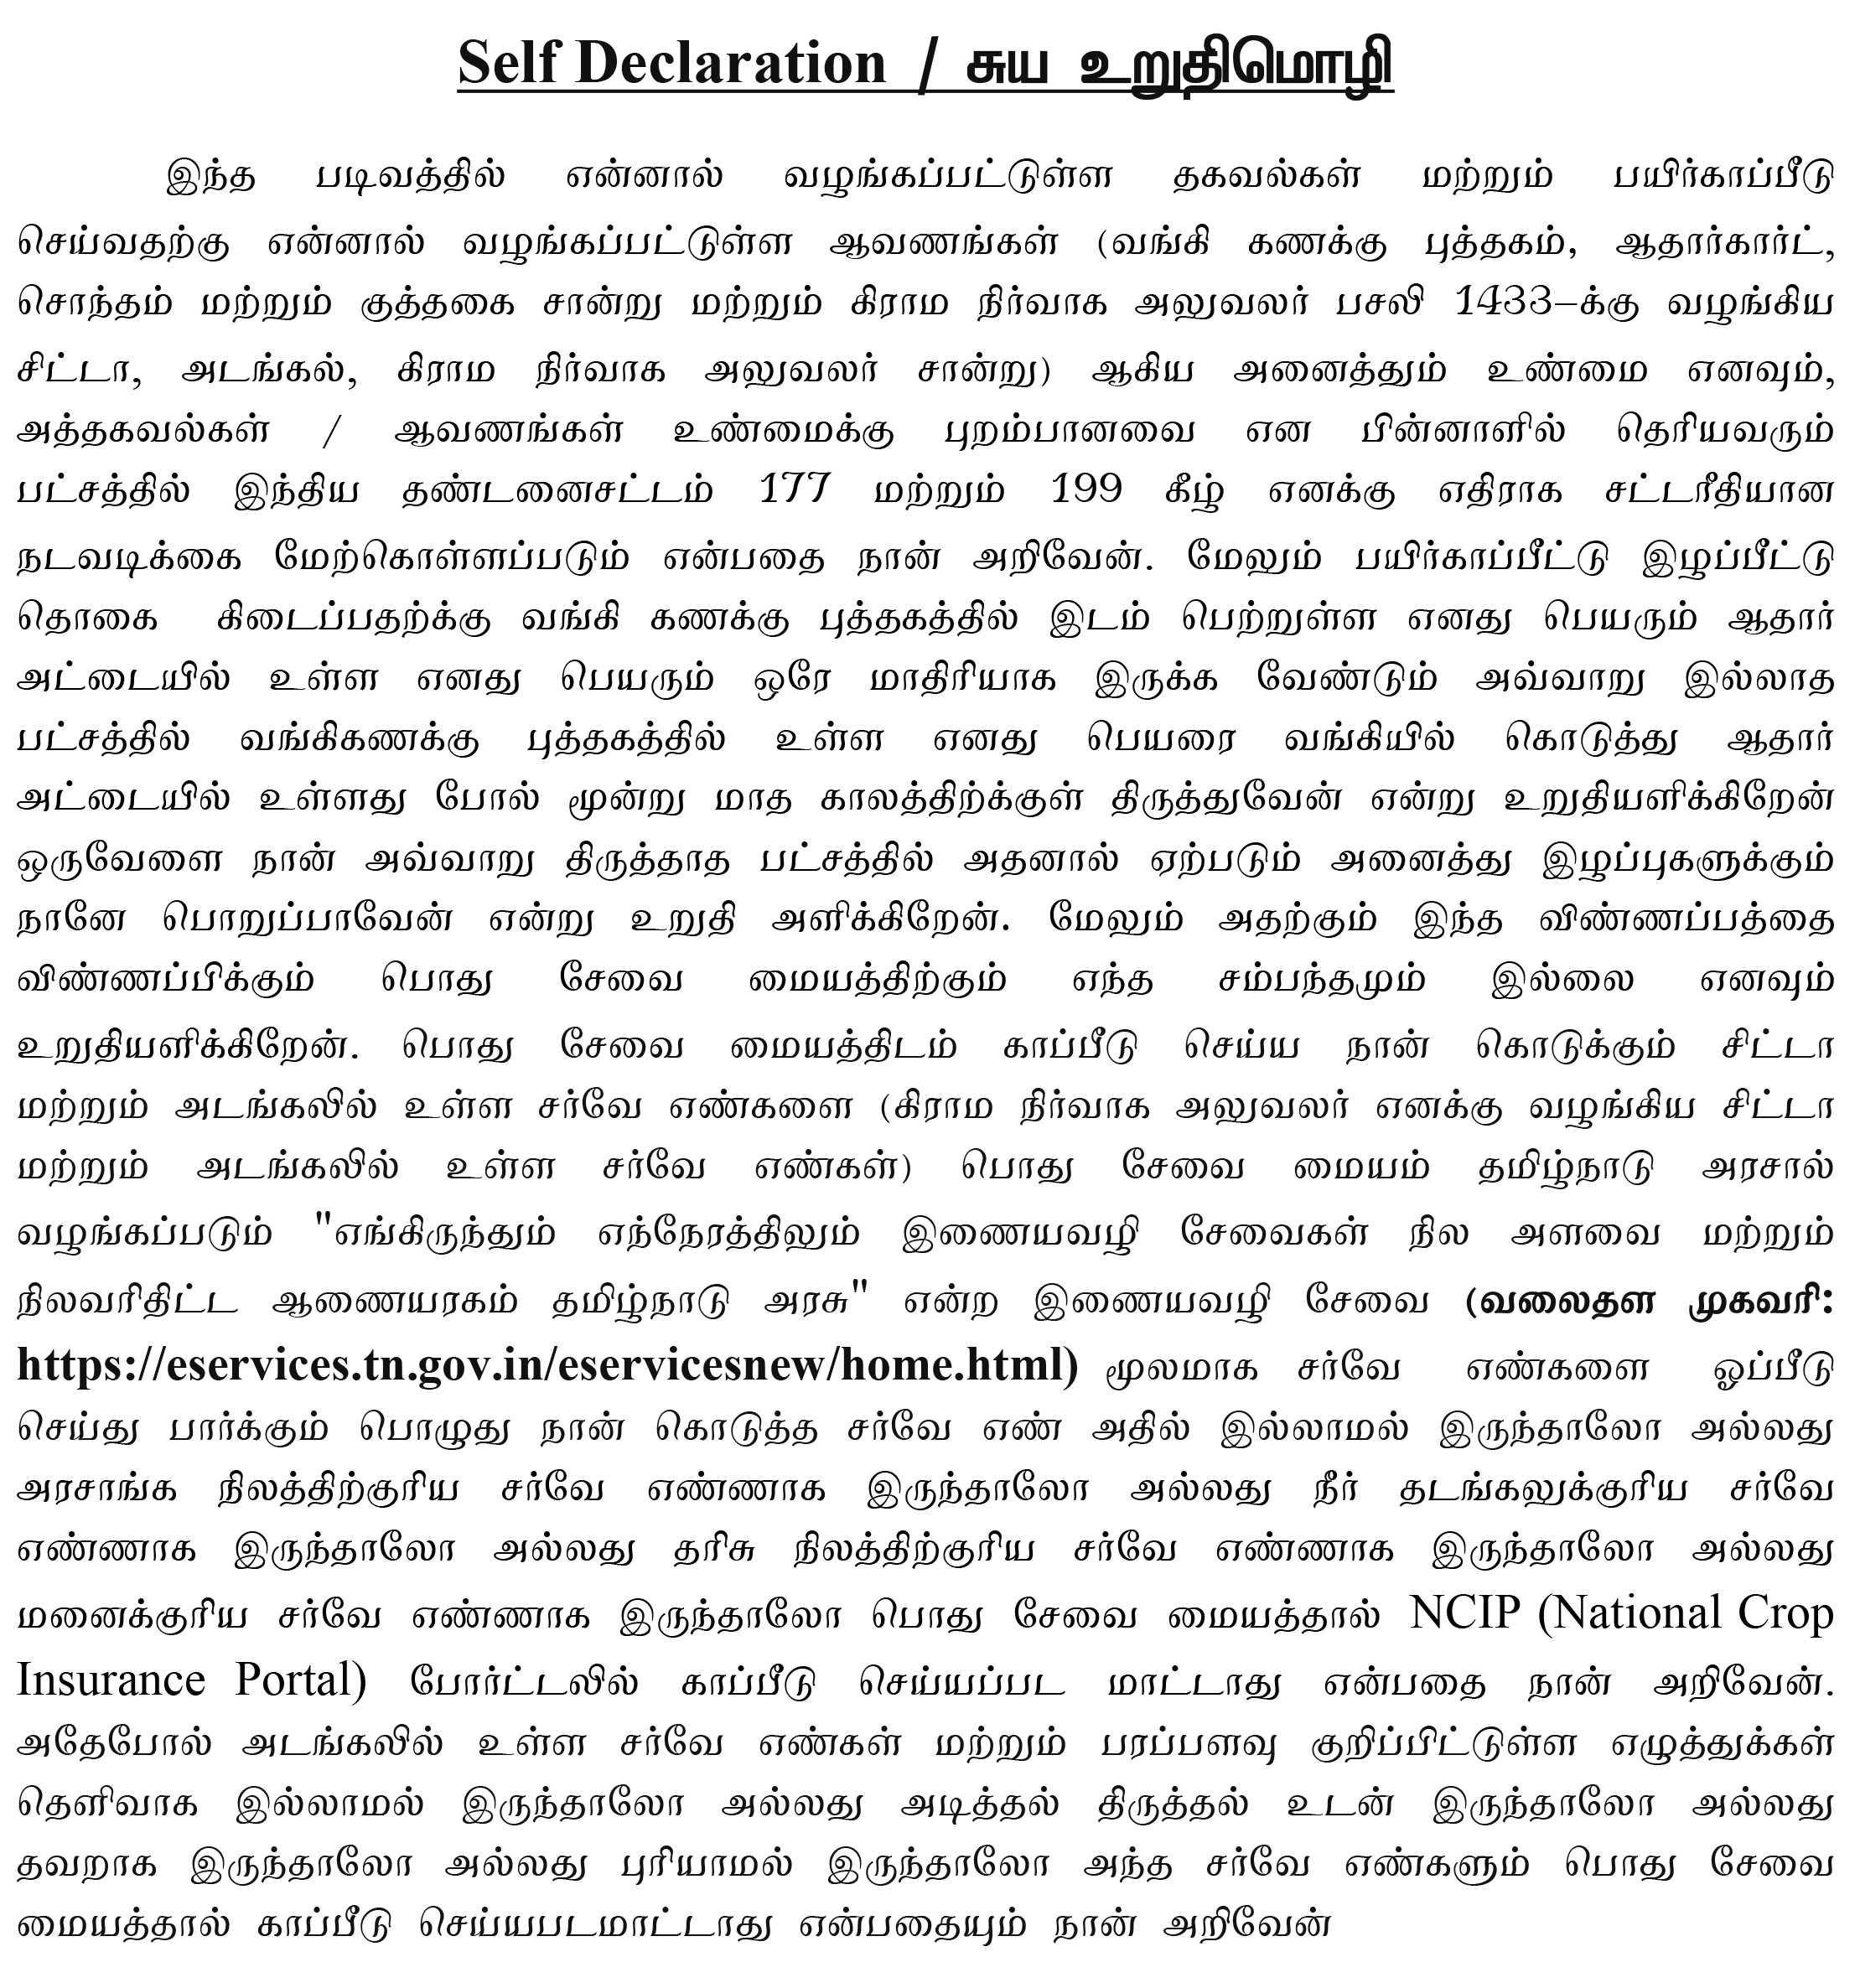 Self Declaration / சுய உறுதிமொழி
இந்த படிவத்தில் என்னால் வழங்கப்பட்டுள்ள தகவல்கள் மற்றும் பயிர்காப்பீடு
செய்வதற்கு என்னால் வழங்கப்பட்டுள்ள ஆவணங்கள் (வங்கி கணக்கு புத்தகம், ஆதார்கார்ட்,
சொந்தம் மற்றும் குத்தகை சான்று மற்றும் கிராம நிர்வாக அலுவலர் பசலி 1433–க்கு வழங்கிய
சிட்டா, அடங்கல், கிராம நிர்வாக அலுவலர் சான்று) ஆகிய அனைத்தும் உண்மை எனவும்,
அத்தகவல்கள் / ஆவணங்கள் உண்மைக்கு புறம்பானவை என பின்னாளில் தெரியவரும்
பட்சத்தில் இந்திய தண்டனைசட்டம் 177 மற்றும் 199 கீழ் எனக்கு எதிராக சட்டரீதியான
நடவடிக்கை மேற்கொள்ளப்படும் என்பதை நான் அறிவேன். மேலும் பயிர்காப்பீட்டு இழப்பீட்டு
தொகை கிடைப்பதற்க்கு வங்கி கணக்கு புத்தகத்தில் இடம் பெற்றுள்ள எனது பெயரும் ஆதார்
அட்டையில் உள்ள எனது பெயரும் ஒரே மாதிரியாக இருக்க வேண்டும் அவ்வாறு இல்லாத
பட்சத்தில் வங்கிகணக்கு புத்தகத்தில் உள்ள எனது பெயரை வங்கியில் கொடுத்து ஆதார்
அட்டையில் உள்ளது போல் மூன்று மாத காலத்திற்க்குள் திருத்துவேன் என்று உறுதியளிக்கிறேன்
ஒருவேளை நான் அவ்வாறு திருத்தாத பட்சத்தில் அதனால் ஏற்படும் அனைத்து இழப்புகளுக்கும்
நானே பொறுப்பாவேன் என்று உறுதி அளிக்கிறேன். மேலும் அதற்கும் இந்த விண்ணப்பத்தை
விண்ணப்பிக்கும் பொது சேவை மையத்திற்கும் எந்த சம்பந்தமும் இல்லை எனவும்
உறுதியளிக்கிறேன். பொது சேவை மையத்திடம் காப்பீடு செய்ய நான் கொடுக்கும் சிட்டா
மற்றும் அடங்கலில் உள்ள சர்வே எண்களை (கிராம நிர்வாக அலுவலர் எனக்கு வழங்கிய சிட்டா
மற்றும் அடங்கலில் உள்ள சர்வே எண்கள்) பொது சேவை மையம் தமிழ்நாடு அரசால்
வழங்கப்படும் "எங்கிருந்தும் எந்நேரத்திலும் இணையவழி சேவைகள் நில அளவை மற்றும்
நிலவரிதிட்ட ஆணையரகம் தமிழ்நாடு அரசு" என்ற இணையவழி சேவை (வலைதள முகவரி:
https://eservices.tn.gov.in/eservicesnew/home.html) மூலமாக சர்வே எண்களை ஒப்பீடு
செய்து பார்க்கும் பொழுது நான் கொடுத்த சர்வே எண் அதில் இல்லாமல் இருந்தாலோ அல்லது
அரசாங்க நிலத்திற்குரிய சர்வே எண்ணாக இருந்தாலோ அல்லது நீர் தடங்கலுக்குரிய சர்வே
எண்ணாக இருந்தாலோ அல்லது தரிசு நிலத்திற்குரிய சர்வே எண்ணாக இருந்தாலோ அல்லது
மனைக்குரிய சர்வே எண்ணாக இருந்தாலோ பொது சேவை மையத்தால் NCIP (National Crop
Insurance Portal) போர்ட்டலில் காப்பீடு செய்யப்பட மாட்டாது என்பதை நான் அறிவேன்.
அதேபோல் அடங்கலில் உள்ள சர்வே எண்கள் மற்றும் பரப்பளவு குறிப்பிட்டுள்ள எழுத்துக்கள்
தெளிவாக இல்லாமல் இருந்தாலோ அல்லது அடித்தல் திருத்தல் உடன் இருந்தாலோ அல்லது
தவறாக இருந்தாலோ அல்லது புரியாமல் இருந்தாலோ அந்த சர்வே எண்களும் பொது சேவை
மையத்தால் காப்பீடு செய்யபடமாட்டாது என்பதையும் நான் அறிவேன்